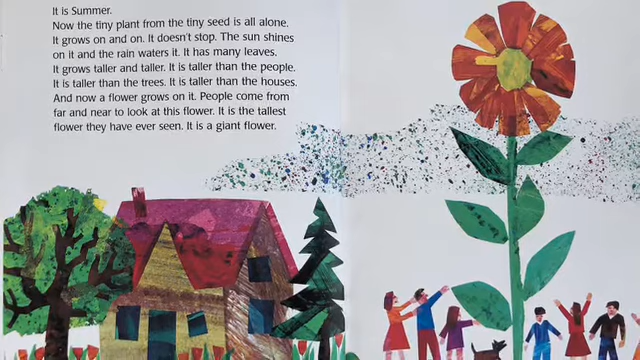 It is Summer.
Now the tiny plant from the tiny seed is all alone.
It grows on and on. It doesn't stop. The sun shines
on it and the rain waters it. It has many leaves.
It grows taller and taller. It is taller than the people.
It is taller than the trees. It is taller than the houses.
And now a flower grows on it. People come from
far and near to look at this flower. It is the tallest
flower they have ever seen. It is a giant flower.